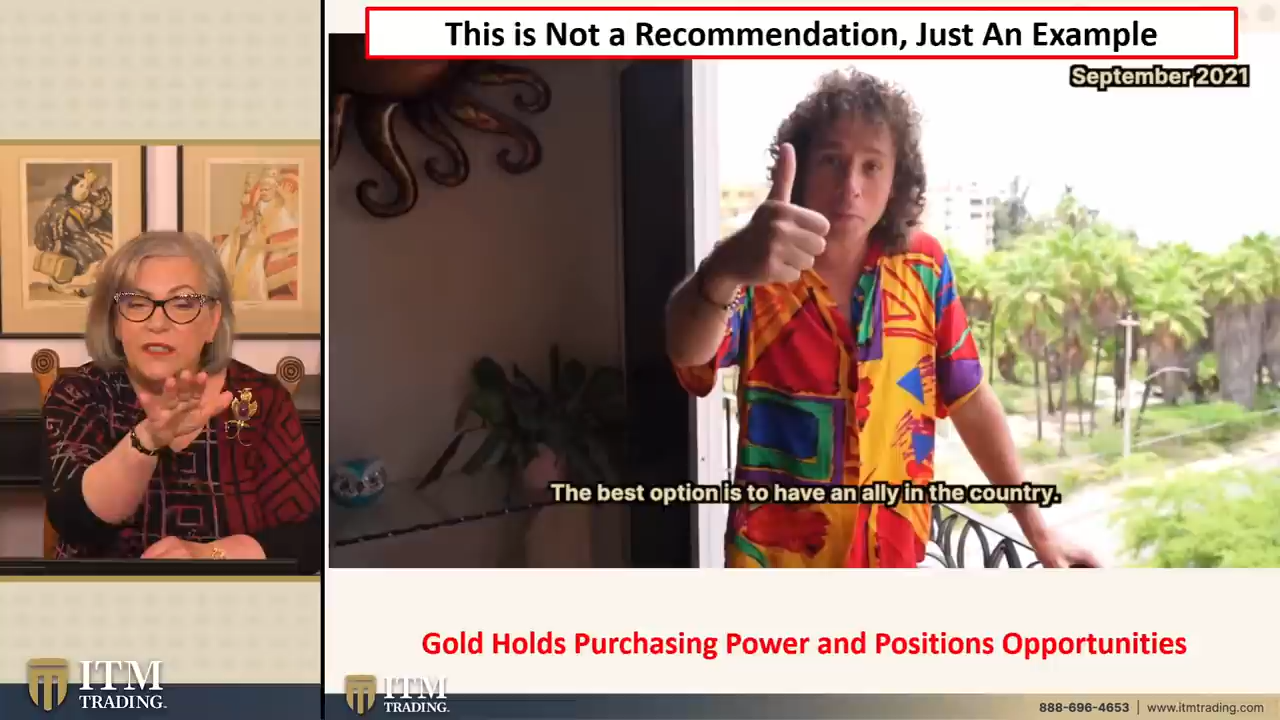 This is Not a Recommendation, Just An Example
September 2021
The best option is to have an ally in the country.
Gold Holds Purchasing Power and Positions Opportunities
ITM
TRADING.
ITM
TRADING.
888-696-4653 | www.itmtrading.com